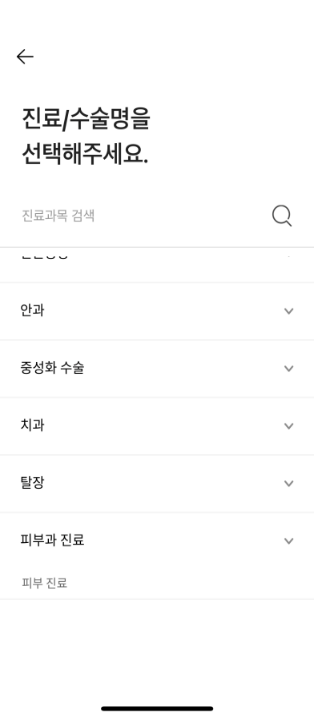 진료/수술명을
선택해주세요.
진료과목 검색
안과
중성화 수술
치과
탈장
피부과 진료
피부 진료